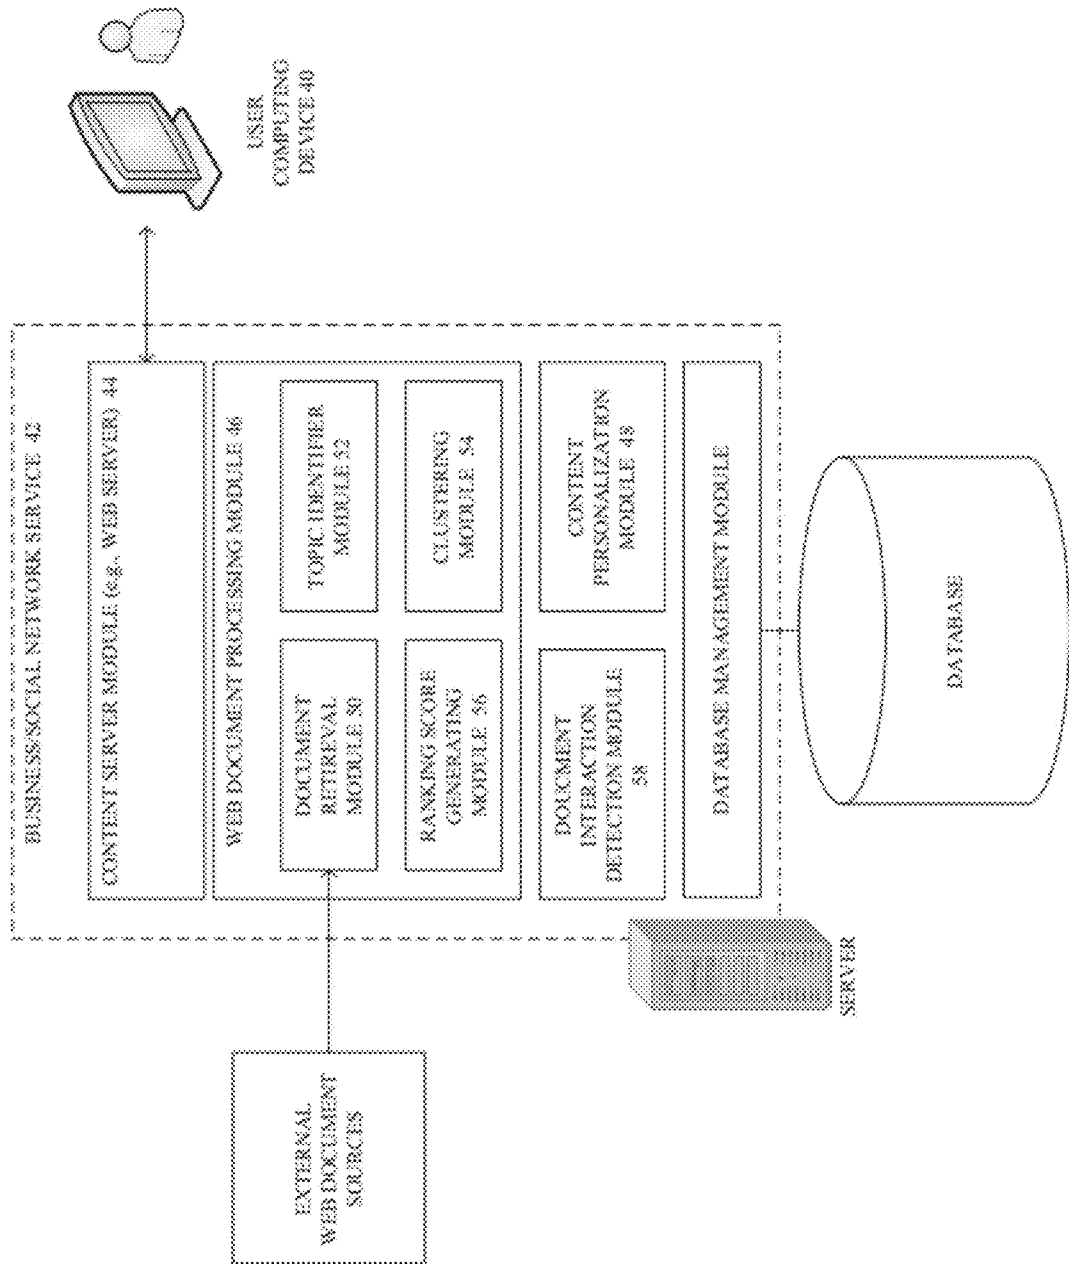 BUSINESS/SOCIAL NETWORK SERVICE 42
CONTENT SERVER MODULE (e.g., WEB SERVER) 44
WEB DOCUMENT PROCESSING MODULE 46
DOCUMENT
RETIREVAL
MODULE 50
TOPIC IDENTIFIER
MODULE 52
RANKING SCORE
GENERATING
MODULE 56
CLUSTERING
MODULE 54
DOUCMENT
INTERACTION
DETECTION MODULE
58
CONTENT
PERSONALIZATION
MODULE 48
DATABASE MANAGEMENT MODULE
EXTERNAL
WEB DOCUMENT
SOURCES
USER
COMPUTING
DEVICE 40
SERVER
DATABASE